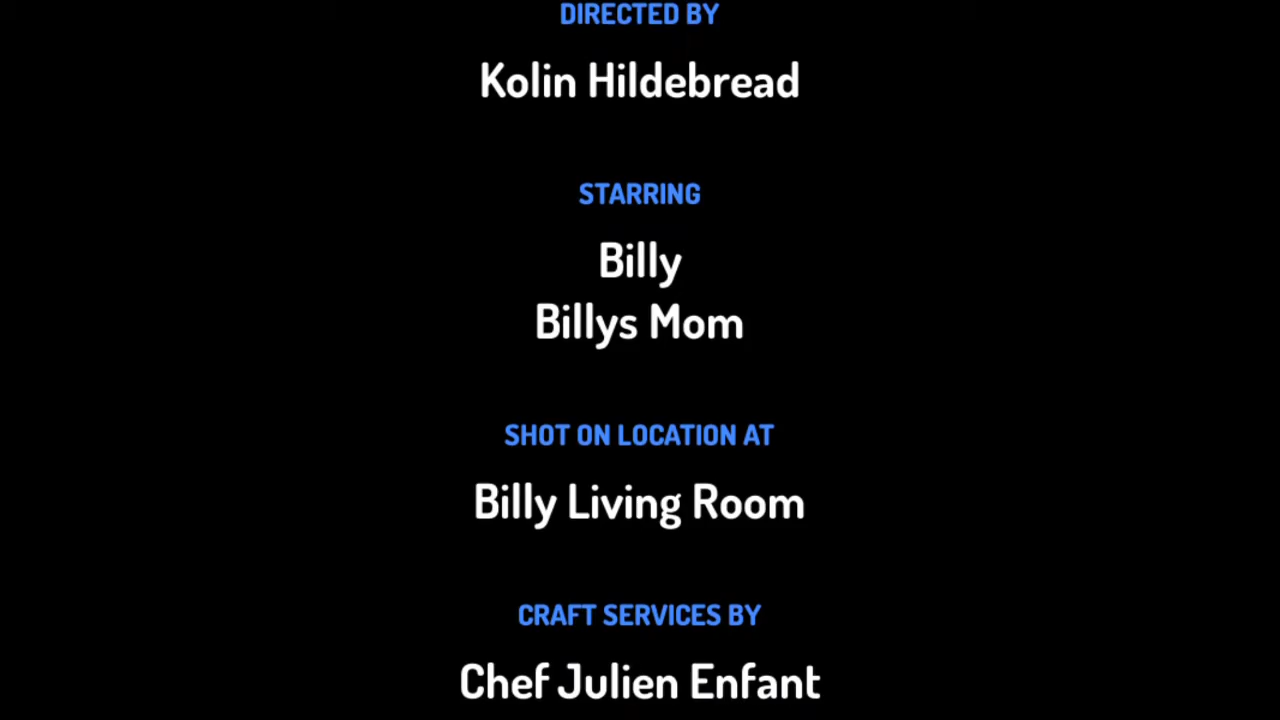 DIRECTED BY
Kolin Hildebread
STARRING
Billy
Billys Mom
SHOT ON LOCATION AT
Billy Living Room
CRAFT SERVICES BY
Chef Julien Enfant